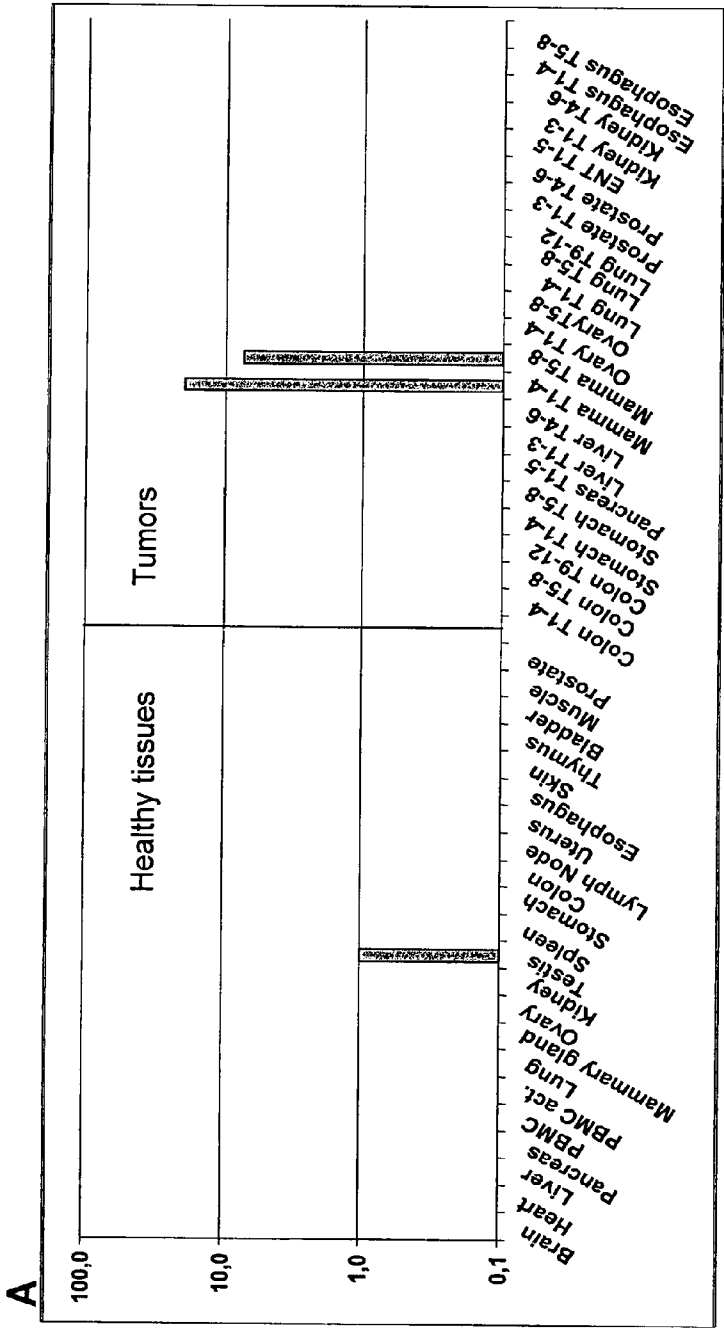 A
Healthy tissues
Tumors
100,0
10,0
1,0
0,1
Brain
Heart
Liver
Pancreas
PBMC
PBMC act.
Lung
Mammary gland
Ovary
Kidney
Testis
Spleen
Stomach
Colon
Lymph Node
Uterus
Esophagus
Skin
Thymus
Bladder
Muscle
Prostate
Colon T1-4
Colon T5-8
Colon T9-12
Stomach T1-4
Stomach T5-8
Pancreas T1-5
Liver T1-3
Liver T4-6
Mamma T1-4
Mamma T5-8
Ovary T1-4
OvaryT5-8
Lung T1-4
Lung T5-8
Lung T9-12
Prostate T1-3
Prostate T4-6
ENT T1-5
Kidney T1-3
Kidney T4-6
Esophagus T1-4
Esophagus T5-8